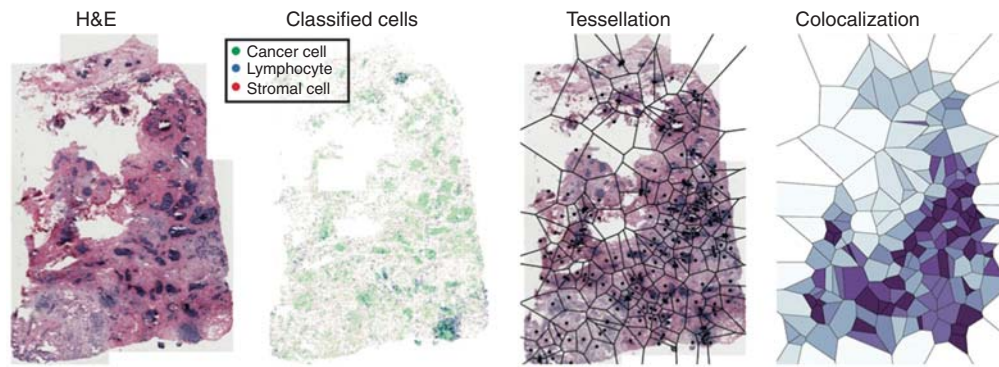 H&E
Classified cells
Tessellation
Colocalization
Cancer cell
Lymphocyte
Stromal cell